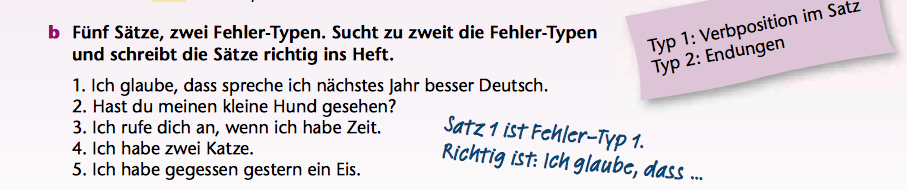 b Fünf Sätze, zwei Fehler-Typen. Sucht zu zweit die Fehler-Typen
und schreibt die Sätze richtig ins Heft.
1. Ich glaube, dass spreche ich nächstes Jahr besser Deutsch.
2. Hast du meinen kleine Hund gesehen?
3. Ich rufe dich an, wenn ich habe Zeit.
4. Ich habe zwei Katze.
5. Ich habe gegessen gestern ein Eis.
Typ 1: Verbposition im Satz
Typ 2: Endungen
Satz 1 ist Fehler-Typ 1.
Richtig ist: Ich glaube, dass ...